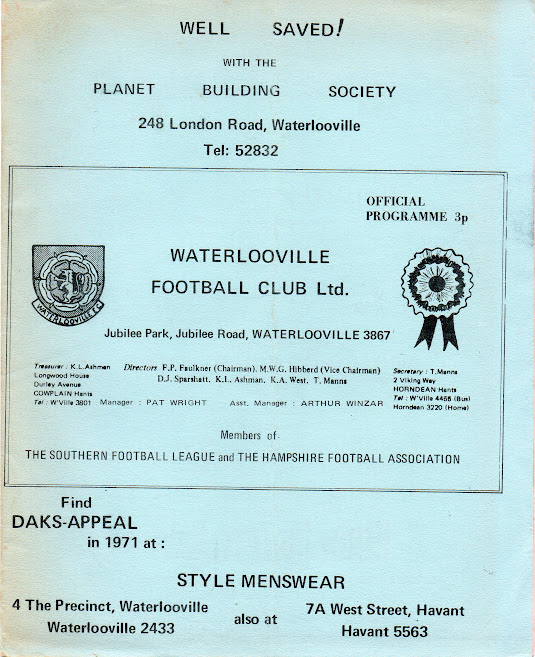 WELL SAVED!
WITH THE
PLANET BUILDING SOCIETY
248 London Road, Waterlooville
Tel: 52832
OFFICIAL
PROGRAMME 3p
WATERLOOVILLE
FOOTBALL CLUB Ltd.
WATERLOOVILLE F.C.
Jubilee Park, Jubilee Road, WATERLOOVILLE 3867
Treasurer : K.L. Ashman
Longwood House
Durley Avenue
COWPLAIN Hants
Tel : W'Ville 3801
Directors F.P. Faulkner (Chairman). M.W.G. Hibberd (Vice Chairman)
D.J. Sparshatt. K.L. Ashman. K.A. West, T. Manns
Manager : PAT WRIGHT Asst. Manager : ARTHUR WINZAR
Secretary : T. Manns
2 Viking Way
HORNDEAN Hants
Tel : W'Ville 4466 (Bus)
Horndean 3220 (Home)
Members of
THE SOUTHERN FOOTBALL LEAGUE and THE HAMPSHIRE FOOTBALL ASSOCIATION
Find
DAKS-APPEAL
in 1971 at :
STYLE MENSWEAR
4 The Precinct, Waterlooville
Waterlooville 2433
also at
7A West Street, Havant
Havant 5563